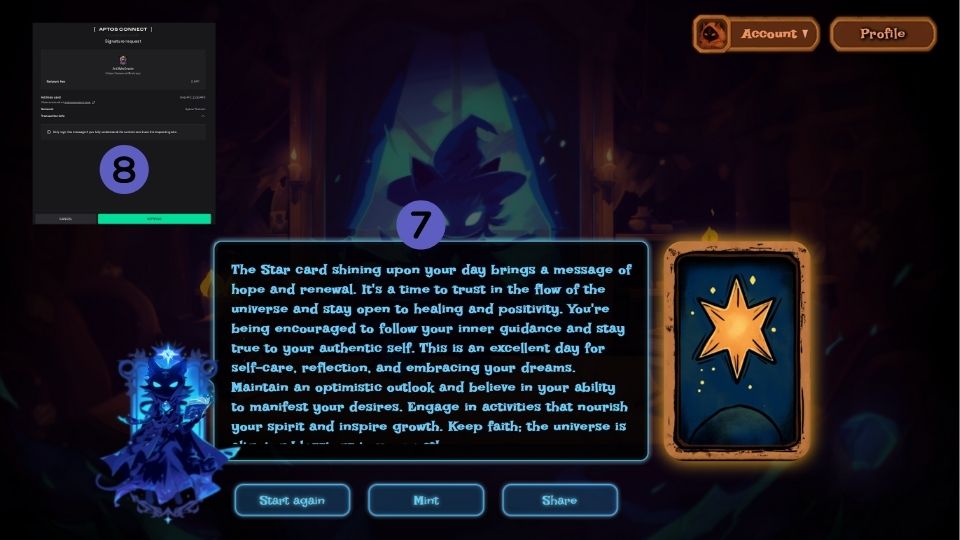 [ APTOS CONNECT ]
Signature request
Network Fee
Account
Transaction Info
8
CANCEL
Account
Profile
7
The Star card shining upon your day brings a message of
hope and renewal. It's a time to trust in the flow of the
universe and stay open to healing and positivity. You're
being encouraged to follow your inner guidance and stay
true to your authentic self. This is an excellent day for
self-care, reflection, and embracing your dreams.
Maintain an optimistic outlook and believe in your ability
to manifest your desires. Engage in activities that nourish
your spirit and inspire growth. Keep faith; the universe is
Start again
Mint
Share